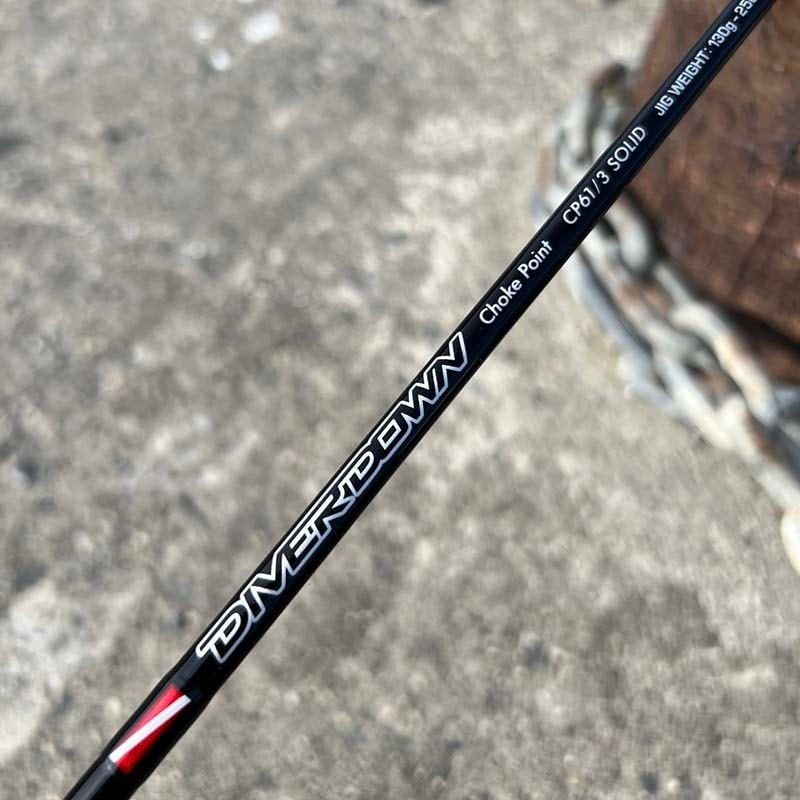 DIVERDOWN Choke Point CP61/3 SOLID JIG WEIGHT: 130g -